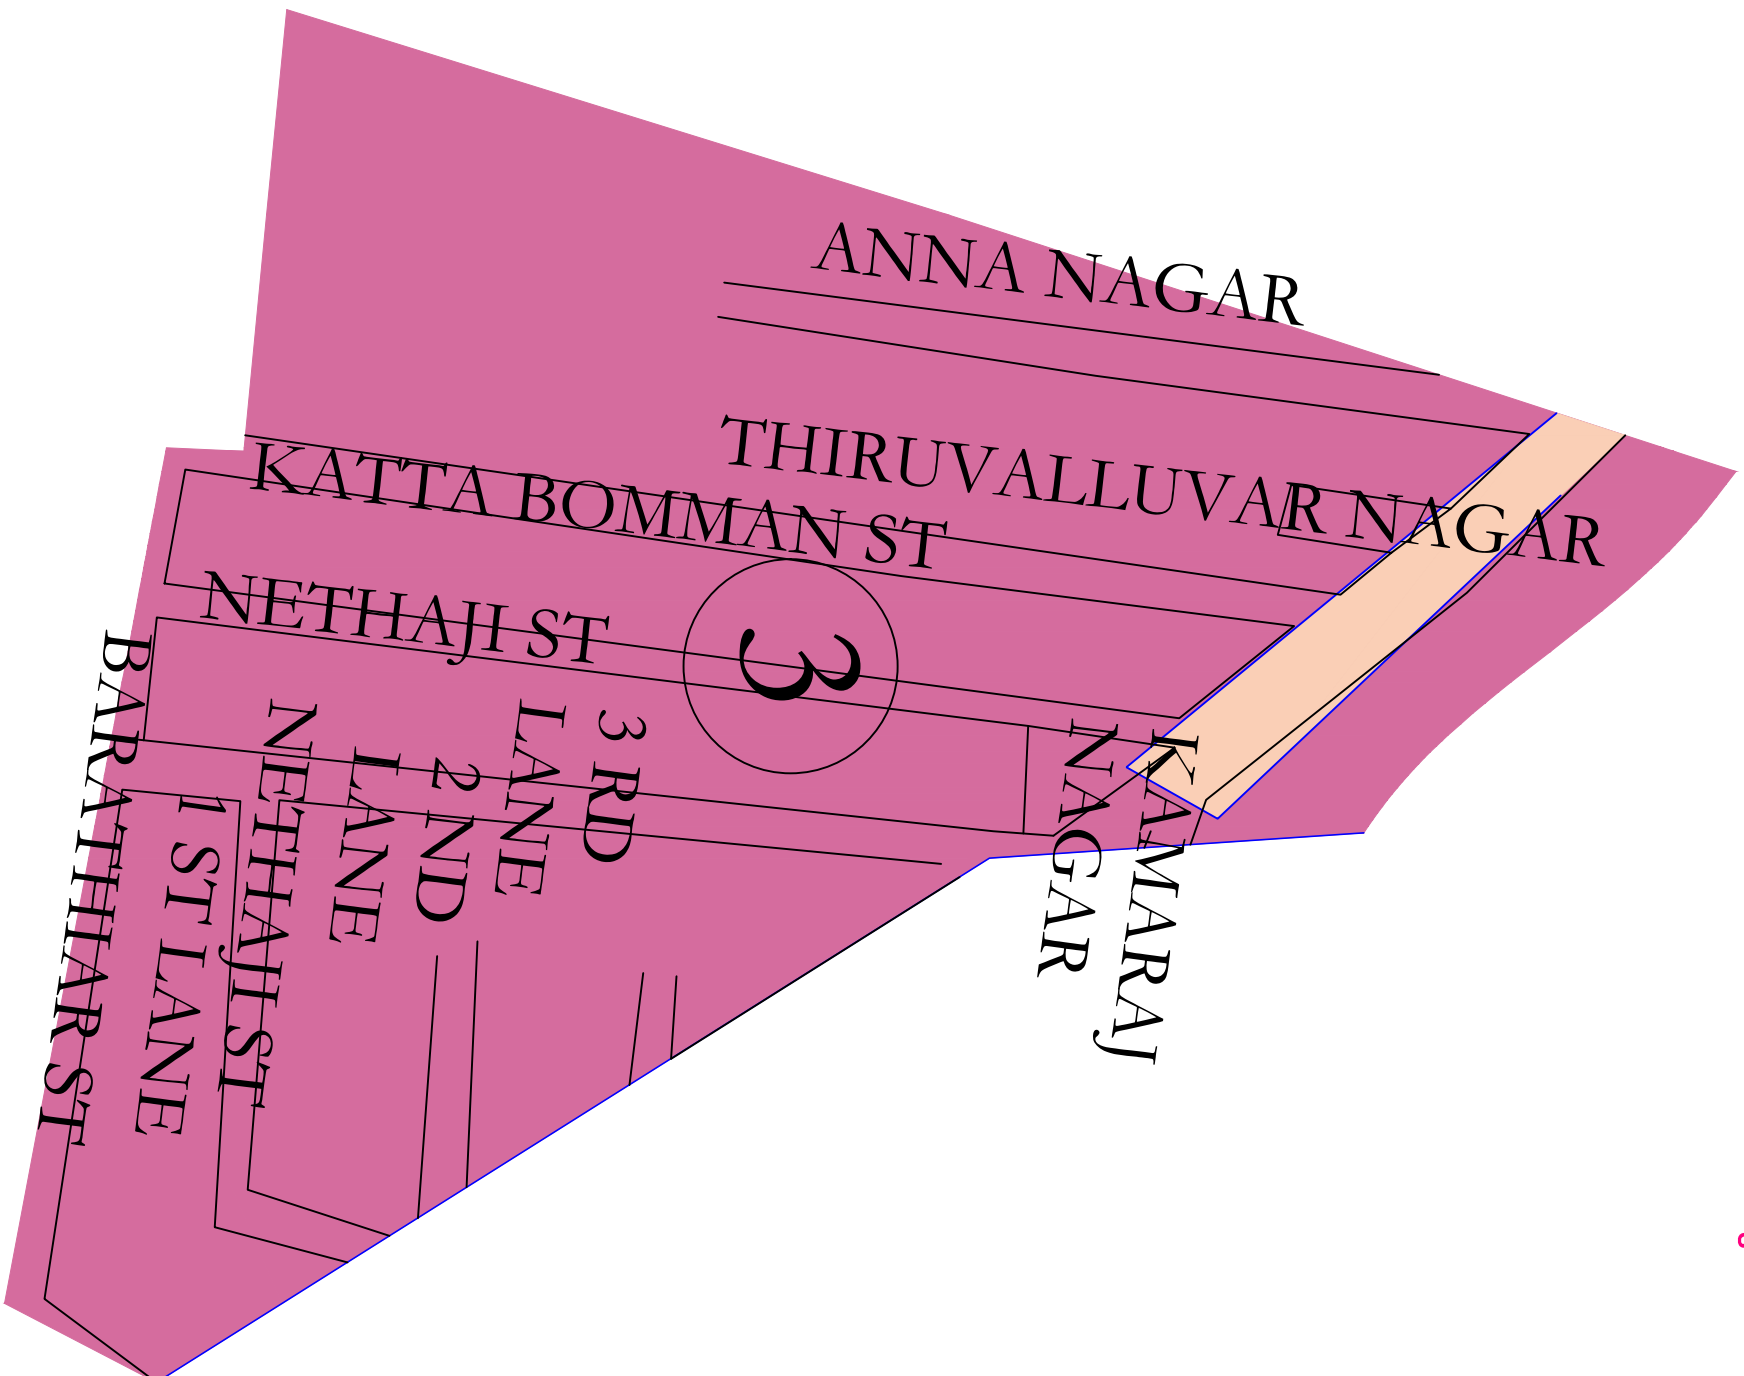 ANNA NAGAR
THIRUVALLUVAR NAGAR
KATTA BOMMAN ST
NETHAJI ST
3
BARATHIHAR ST
1 ST LANE
NETHAJI ST
2 ND
LANE
3 RD
LANE
KAMARAJ
NAGAR